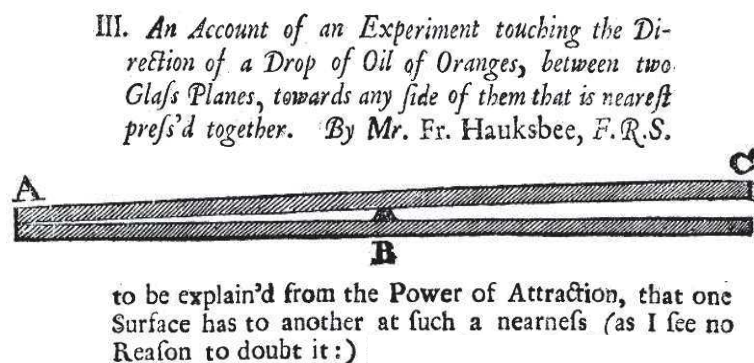 III. An Account of an Experiment touching the Di-
rection of a Drop of Oil of Oranges, between two
Glaſs Planes, towards any ſide of them that is neareſt
preſs'd together. By Mr. Fr. Hauksbee, F.R.S.
A
C
B
to be explain'd from the Power of Attraction, that one
Surface has to another at ſuch a nearneſs (as I ſee no
Reaſon to doubt it:)